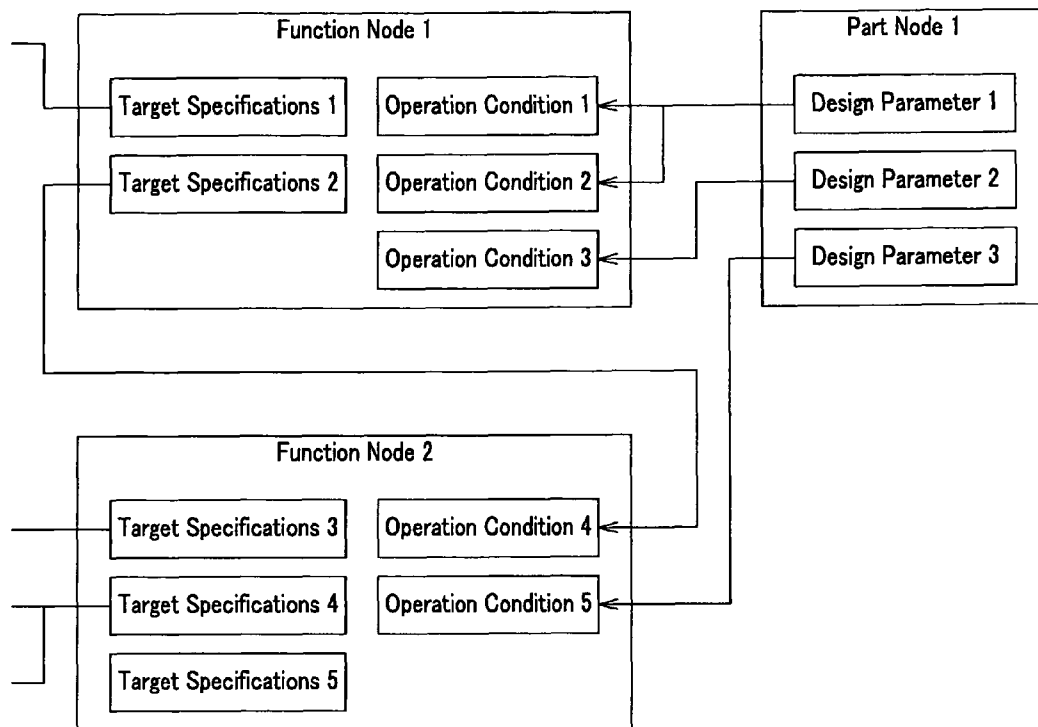 Function Node 1
Target Specifications 1
Operation Condition 1
Target Specifications 2
Operation Condition 2
Operation Condition 3
Part Node 1
Design Parameter 1
Design Parameter 2
Design Parameter 3
Function Node 2
Target Specifications 3
Operation Condition 4
Target Specifications 4
Operation Condition 5
Target Specifications 5